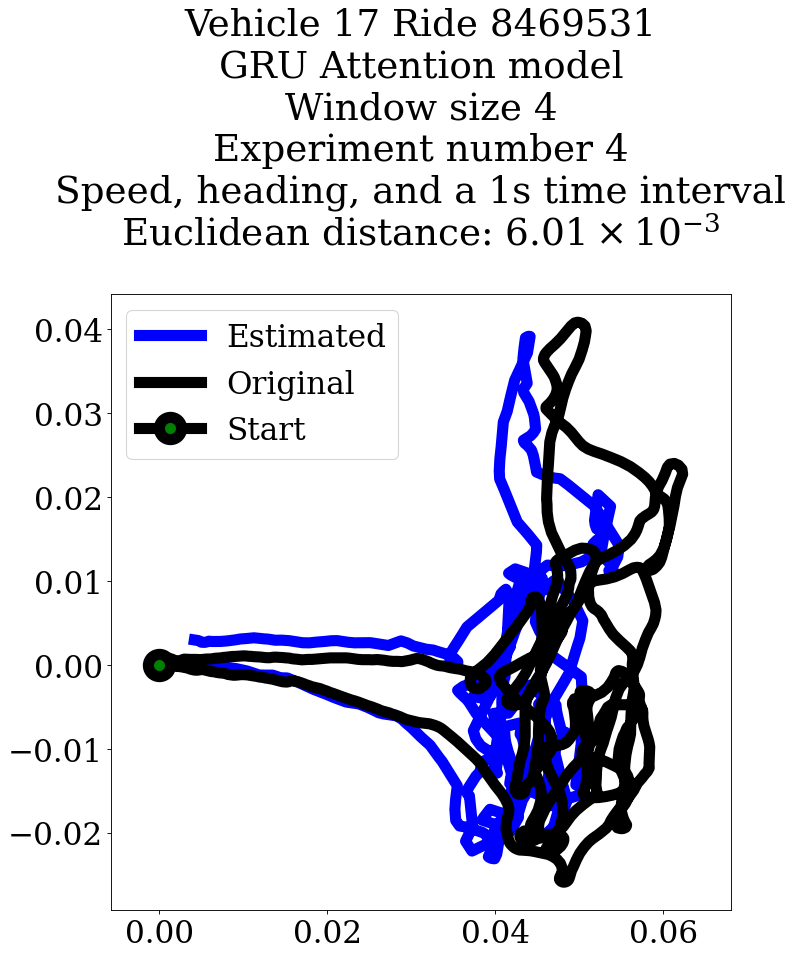 Vehicle 17 Ride 8469531
GRU Attention model
Window size 4
Experiment number 4
Speed, heading, and a 1s time interval
Euclidean distance: 6.01 × 10⁻³
Estimated
Original
Start
0.04
0.03
0.02
0.01
0.00
−0.01
−0.02
0.00 0.02 0.04 0.06